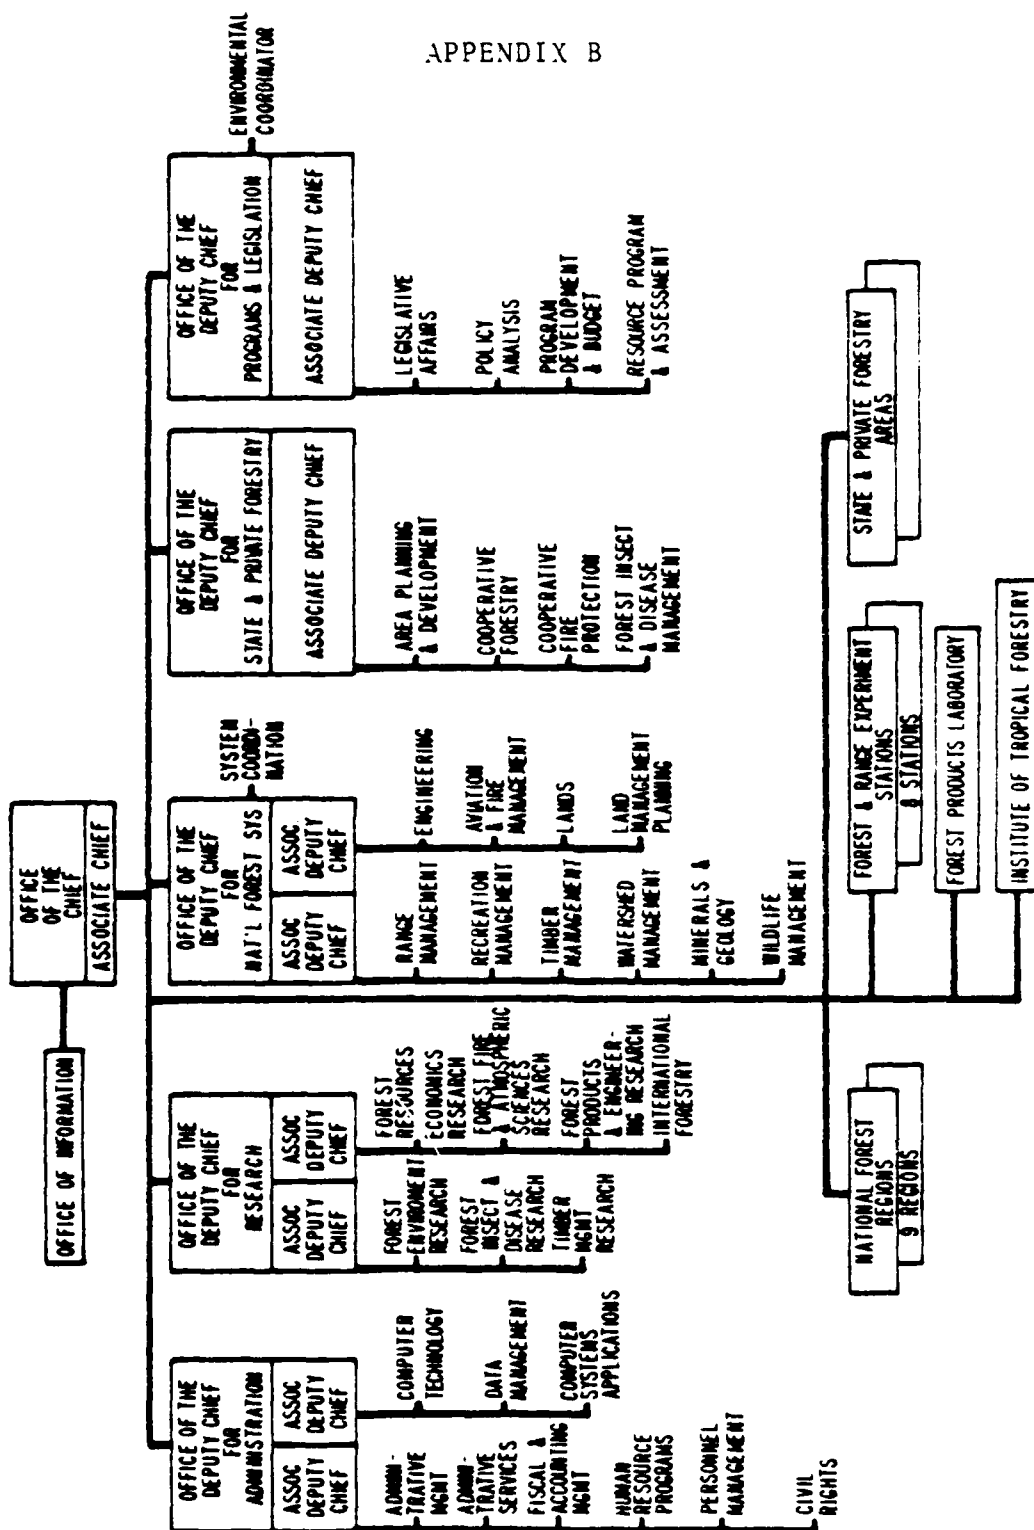 APPENDIX B
OFFICE
OF THE
CHIEF
ASSOCIATE CHIEF
OFFICE OF INFORMATION
OFFICE OF THE
DEPUTY CHIEF
FOR
ADMINISTRATION
ASSOC
DEPUTY
CHIEF
ASSOC
DEPUTY
CHIEF
ADMIN-
TRATIVE
MGMT
ADMIN-
TRATIVE
SERVICES
FISCAL &
ACCOUNTING
MGMT
HUMAN
RESOURCE
PROGRAMS
PERSONNEL
MANAGEMENT
CIVIL
RIGHTS
COMPUTER
TECHNOLOGY
DATA
MANAGEMENT
COMPUTER
SYSTEMS
APPLICATIONS
OFFICE OF THE
DEPUTY CHIEF
FOR
RESEARCH
ASSOC
DEPUTY
CHIEF
ASSOC
DEPUTY
CHIEF
FOREST
ENVIROMENT
RESEARCH
FOREST
INSECT &
DISEASE
RESEARCH
TIMBER
MGMT
RESEARCH
FOREST
RESOURCES
ECONOMICS
RESEARCH
FOREST FIRE
& ATMOSPHERIC
SCIENCES
RESEARCH
FOREST
PRODUCTS
& ENGINEER-
ING RESEARCH
INTERNATIONAL
FORESTRY
OFFICE OF THE
DEPUTY CHIEF
FOR
NAT'L FOREST SYS
SYSTEM
COORDI-
NATION
ASSOC
DEPUTY
CHIEF
ASSOC
DEPUTY
CHIEF
RANGE
MANAGEMENT
RECREATION
MANAGEMENT
TIMBER
MANAGEMENT
WATERSHED
MANAGEMENT
MINERALS &
GEOLOGY
WILDLIFE
MANAGEMENT
ENGINEERING
AVIATION
& FIRE
MANAGEMENT
LANDS
LAND
MANAGEMENT
PLANNING
OFFICE OF THE
DEPUTY CHIEF
FOR
STATE & PRIVATE FORESTRY
ASSOCIATE DEPUTY CHIEF
AREA PLANNING
& DEVELOPMENT
COOPERATIVE
FORESTRY
COOPERATIVE
FIRE
PROTECTION
FOREST INSECT
& DISEASE
MANAGEMENT
OFFICE OF THE
DEPUTY CHIEF
FOR
PROGRAMS & LEGISLATION
ENVIRONMENTAL
COORDINATOR
ASSOCIATE DEPUTY CHIEF
LEGISLATIVE
AFFAIRS
POLICY
ANALYSIS
PROGRAM
DEVELOPMENT
& BUDGET
RESOURCE PROGRAM
& ASSESSMENT
NATIONAL FOREST
REGIONS
9 REGIONS
FOREST & RANGE EXPERIMENT
STATIONS
8 STATIONS
FOREST PRODUCTS LABORATORY
INSTITUTE OF TROPICAL FORESTRY
STATE & PRIVATE FORESTRY
AREAS